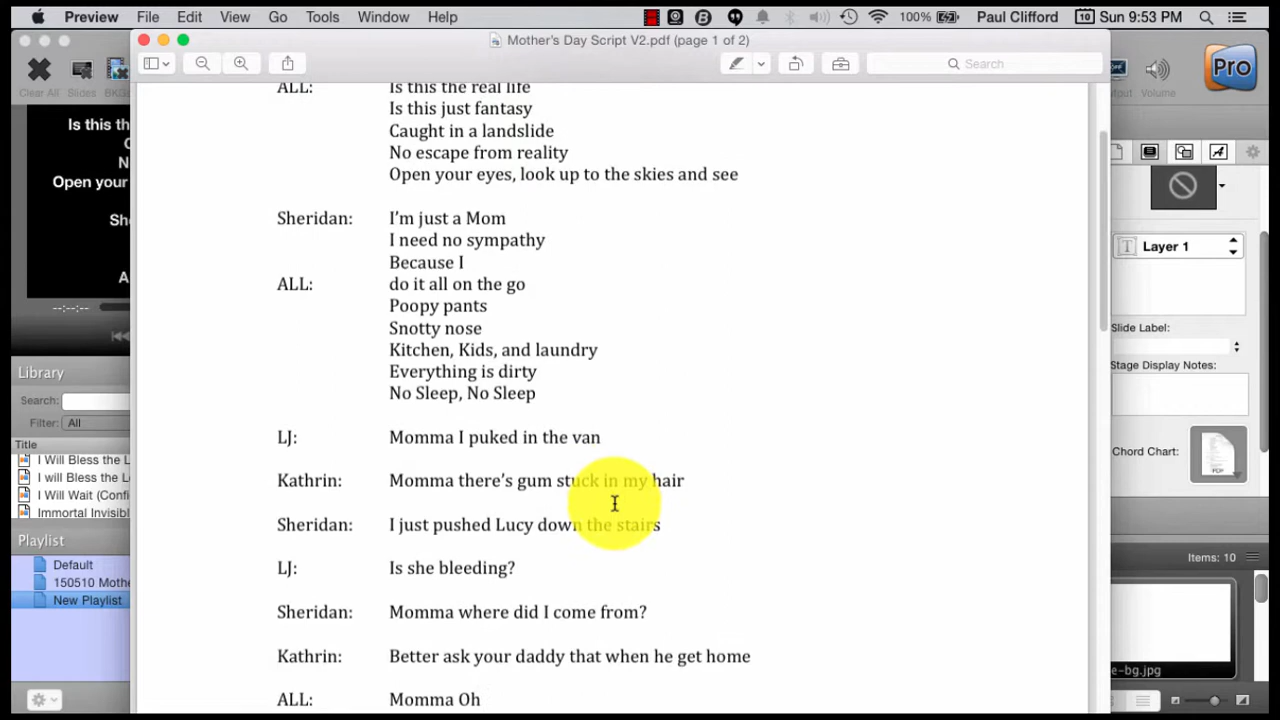 Preview File Edit View Go Tools Window Help 100% Paul Clifford 10 Sun 9:53 PM
Mother's Day Script V2.pdf (page 1 of 2)
Search
Clear All Slides
Volume
Pro
Is this th
Open your
Sh
A
--:--:--
ALL: Is this the real life
Is this just fantasy
Caught in a landslide
No escape from reality
Open your eyes, look up to the skies and see
Sheridan: I'm just a Mom
I need no sympathy
Because I
ALL: do it all on the go
Poopy pants
Snotty nose
Kitchen, Kids, and laundry
Everything is dirty
No Sleep, No Sleep
LJ: Momma I puked in the van
Kathrin: Momma there's gum stuck in my hair
Sheridan: I just pushed Lucy down the stairs
LJ: Is she bleeding?
Sheridan: Momma where did I come from?
Kathrin: Better ask your daddy that when he get home
ALL: Momma Oh
Library
Search:
Filter: All
Title
I Will Bless the L
I will Bless the L
I Will Wait (Confi
Immortal Invisibl
Playlist
Default
150510 Mothe
New Playlist
T Layer 1
Slide Label:
Stage Display Notes:
Chord Chart:
PDF
Items: 10
e-bg.jpg